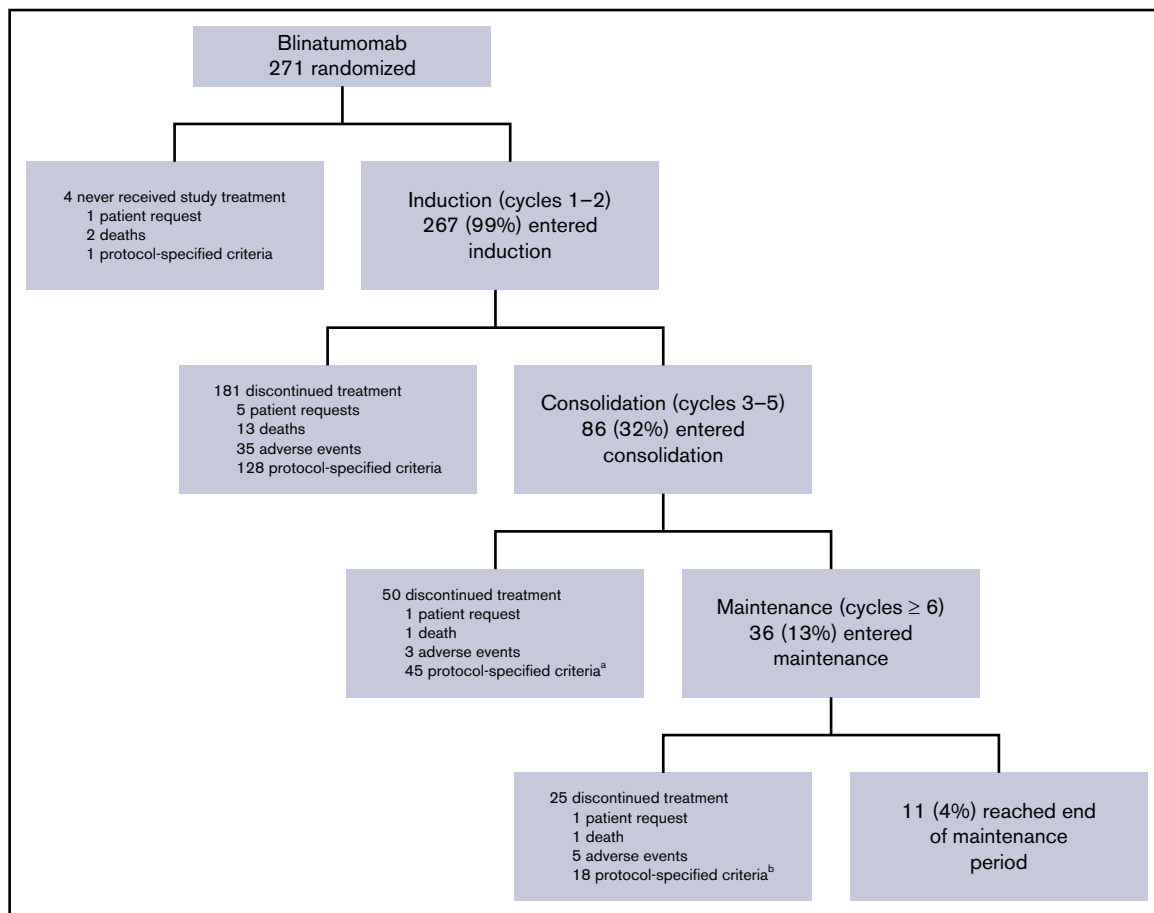 Blinatumomab
271 randomized
4 never received study treatment
1 patient request
2 deaths
1 protocol-specified criteria
Induction (cycles 1–2)
267 (99%) entered
induction
181 discontinued treatment
5 patient requests
13 deaths
35 adverse events
128 protocol-specified criteria
Consolidation (cycles 3–5)
86 (32%) entered
consolidation
50 discontinued treatment
1 patient request
1 death
3 adverse events
45 protocol-specified criteriaᵃ
Maintenance (cycles ≥ 6)
36 (13%) entered
maintenance
25 discontinued treatment
1 patient request
1 death
5 adverse events
18 protocol-specified criteriaᵇ
11 (4%) reached end
of maintenance
period